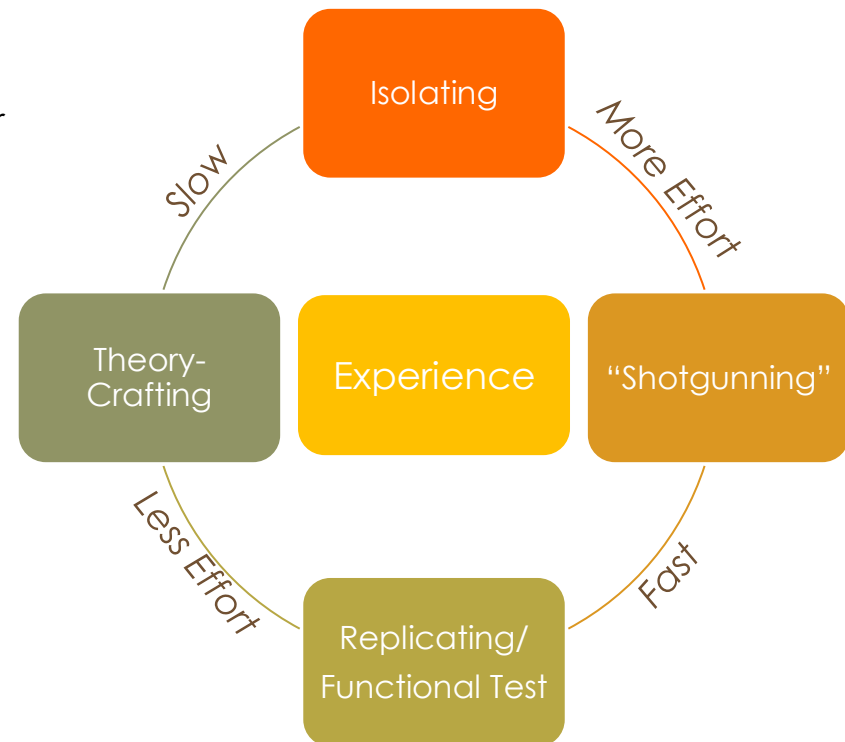 Isolating
r
Slow
More Effort
Theory-
Crafting
Experience
“Shotgunning”
Less Effort
Fast
Replicating/
Functional Test